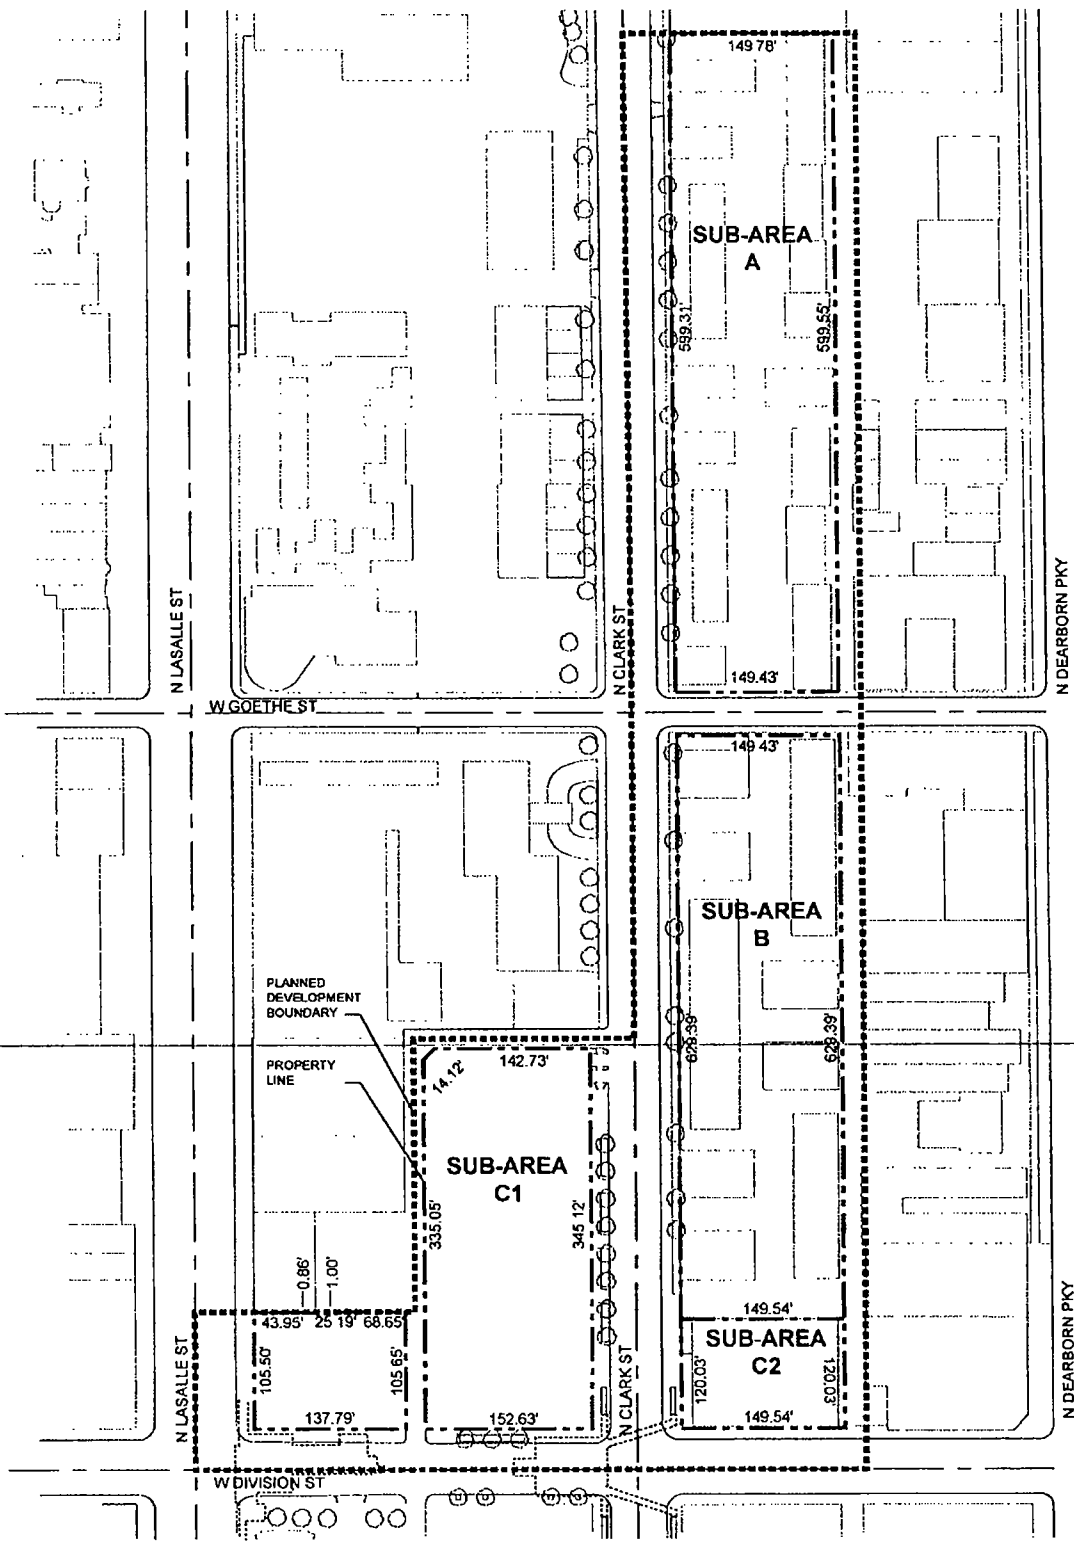 149.78'
SUB-AREA
A
599.31'
599.55'
N LASALLE ST
N CLARK ST
N DEARBORN PKY
149.43'
W GOETHE ST
149 43'
SUB-AREA
B
PLANNED
DEVELOPMENT
BOUNDARY
629.39'
629.39'
PROPERTY
LINE
142.73'
14.12'
SUB-AREA
C1
335.05'
345 12'
0.86'
1.00'
43.95' 25 19' 68.65'
149.54'
SUB-AREA
C2
105.50'
105 65'
120.03'
120.03'
N LASALLE ST
N CLARK ST
N DEARBORN PKY
137.79'
152.63'
149.54'
W DIVISION ST